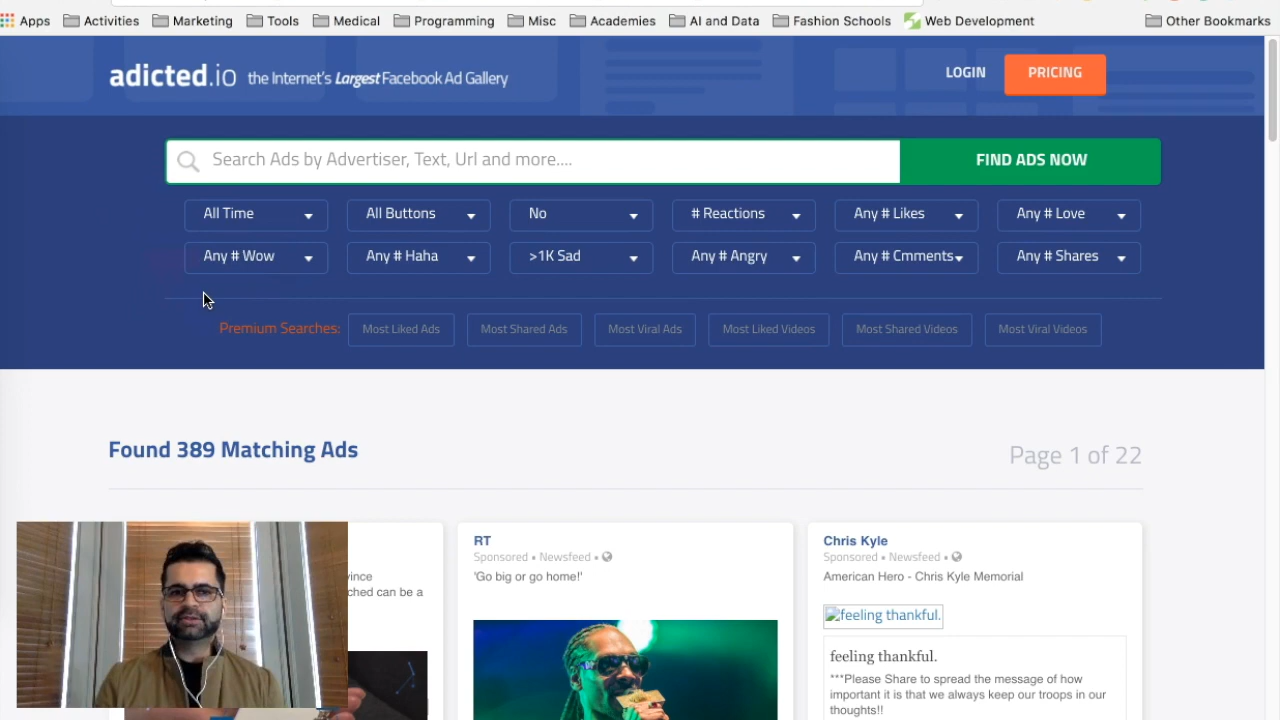 Apps Activities Marketing Tools Medical Programming Misc Academies AI and Data Fashion Schools Web Development Other Bookmarks
adicted.io the Internet's Largest Facebook Ad Gallery LOGIN PRICING
Search Ads by Advertiser, Text, Url and more.... FIND ADS NOW
All Time All Buttons No # Reactions Any # Likes Any # Love
Any # Wow Any # Haha >1K Sad Any # Angry Any # Cmments Any # Shares
Premium Searches: Most Liked Ads Most Shared Ads Most Viral Ads Most Liked Videos Most Shared Videos Most Viral Videos
Found 389 Matching Ads Page 1 of 22
ched can be a
RT
Sponsored • Newsfeed •
'Go big or go home!'
Chris Kyle
Sponsored • Newsfeed •
American Hero - Chris Kyle Memorial
feeling thankful.
feeling thankful.
***Please Share to spread the message of how
important it is that we always keep our troops in our
thoughts!!